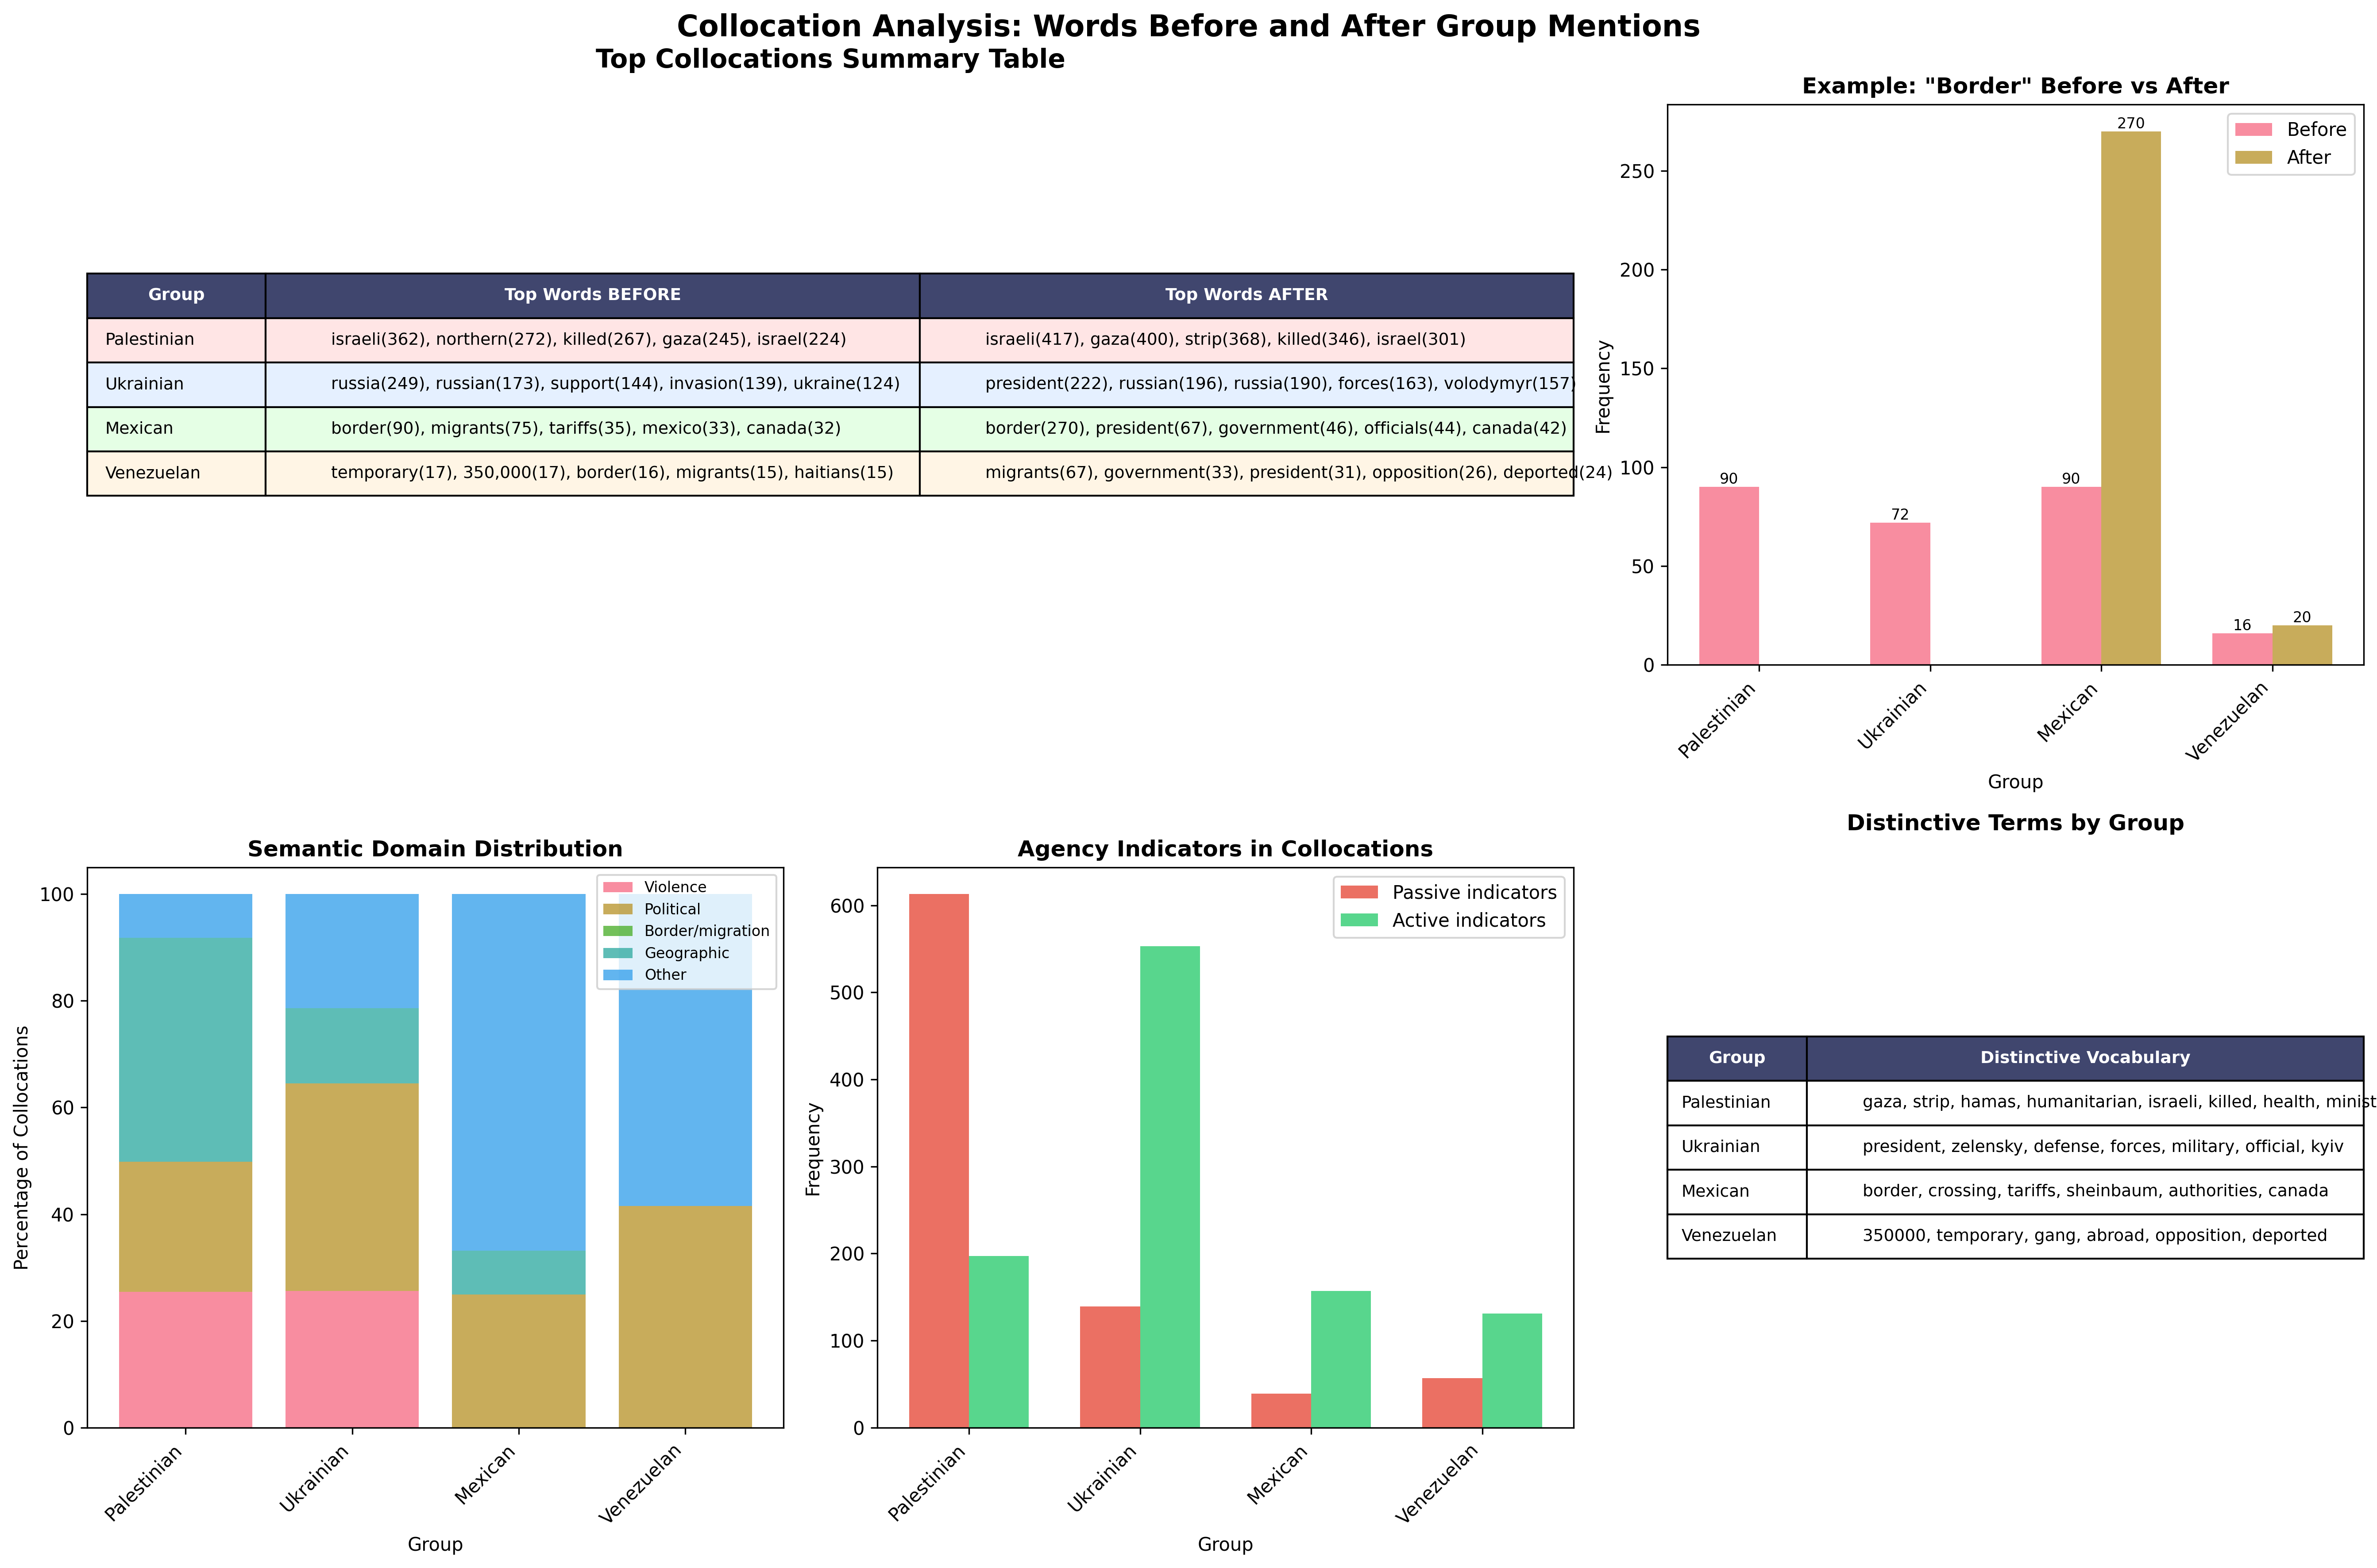 Collocation Analysis: Words Before and After Group Mentions
Top Collocations Summary Table
Group Top Words BEFORE Top Words AFTER
Palestinian israeli(362), northern(272), killed(267), gaza(245), israel(224) israeli(417), gaza(400), strip(368), killed(346), israel(301)
Ukrainian russia(249), russian(173), support(144), invasion(139), ukraine(124) president(222), russian(196), russia(190), forces(163), volodymyr(157)
Mexican border(90), migrants(75), tariffs(35), mexico(33), canada(32) border(270), president(67), government(46), officials(44), canada(42)
Venezuelan temporary(17), 350,000(17), border(16), migrants(15), haitians(15) migrants(67), government(33), president(31), opposition(26), deported(24)
Example: "Border" Before vs After
Before
After
Frequency
250
200
150
100
50
0
90
72
90
270
16
20
Palestinian
Ukrainian
Mexican
Venezuelan
Group
Semantic Domain Distribution
Violence
Political
Border/migration
Geographic
Other
Percentage of Collocations
100
80
60
40
20
0
Palestinian
Ukrainian
Mexican
Venezuelan
Group
Agency Indicators in Collocations
Passive indicators
Active indicators
Frequency
600
500
400
300
200
100
0
Palestinian
Ukrainian
Mexican
Venezuelan
Group
Distinctive Terms by Group
Group Distinctive Vocabulary
Palestinian gaza, strip, hamas, humanitarian, israeli, killed, health, minist
Ukrainian president, zelensky, defense, forces, military, official, kyiv
Mexican border, crossing, tariffs, sheinbaum, authorities, canada
Venezuelan 350000, temporary, gang, abroad, opposition, deported